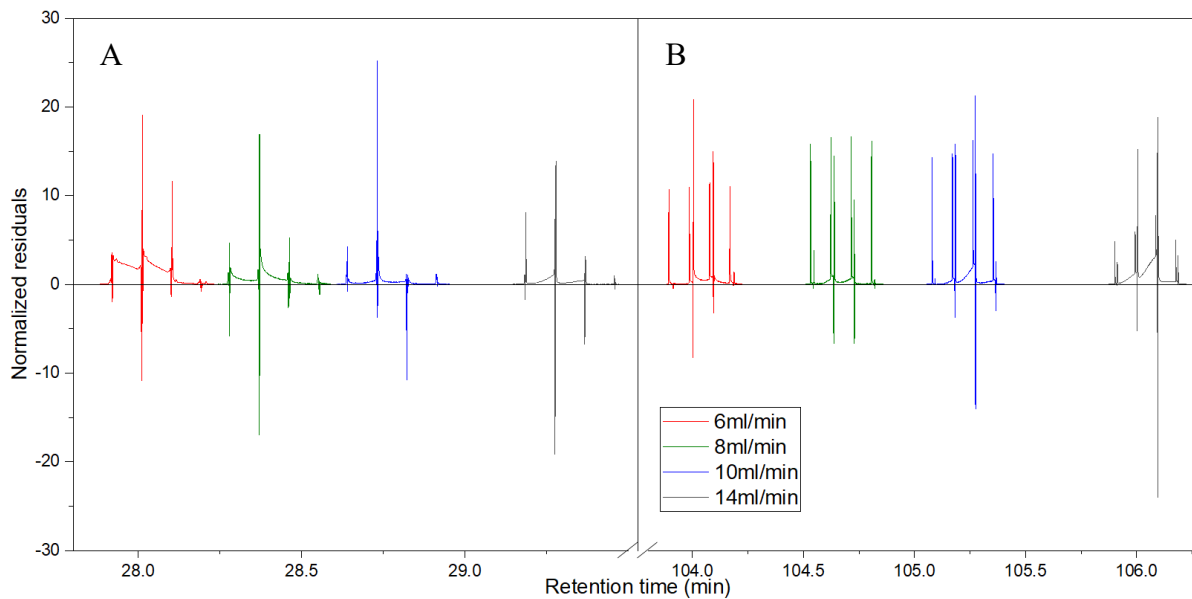 A
B
30
20
10
0
-10
-20
-30
Normalized residuals
6ml/min
8ml/min
10ml/min
14ml/min
28.0 28.5 29.0 104.0 104.5 105.0 105.5 106.0
Retention time (min)